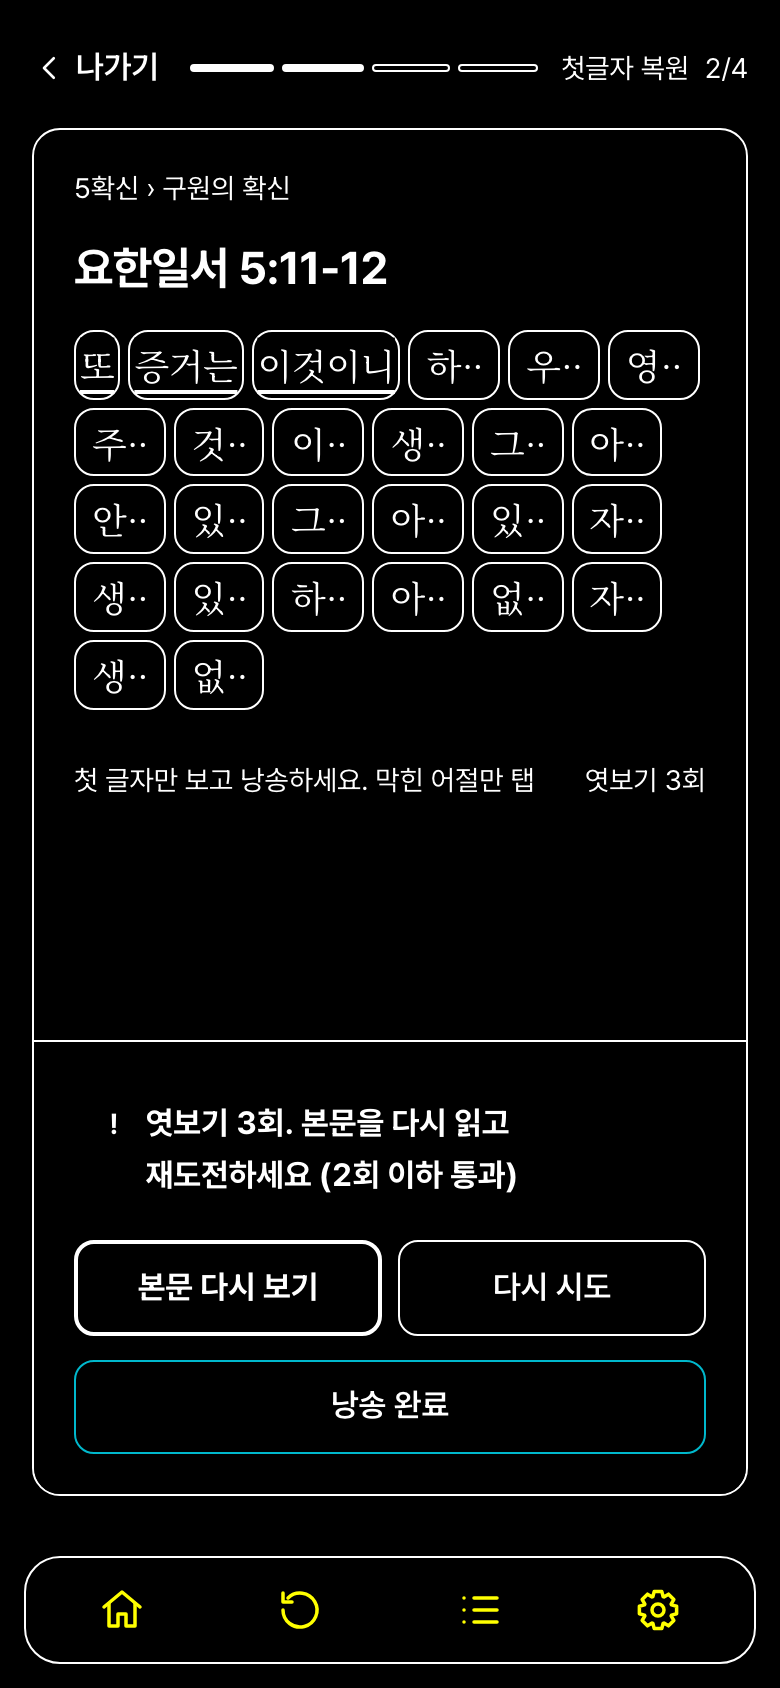 나가기
첫글자 복원 2/4
5확신 › 구원의 확신
요한일서 5:11-12
또 증거는 이것이니 하·· 우·· 영··
주·· 것·· 이·· 생·· 그·· 아··
안·· 있·· 그·· 아·· 있·· 자··
생·· 있·· 하·· 아·· 없·· 자··
생·· 없··
첫 글자만 보고 낭송하세요. 막힌 어절만 탭 엿보기 3회
! 엿보기 3회. 본문을 다시 읽고
재도전하세요 (2회 이하 통과)
본문 다시 보기 다시 시도
낭송 완료